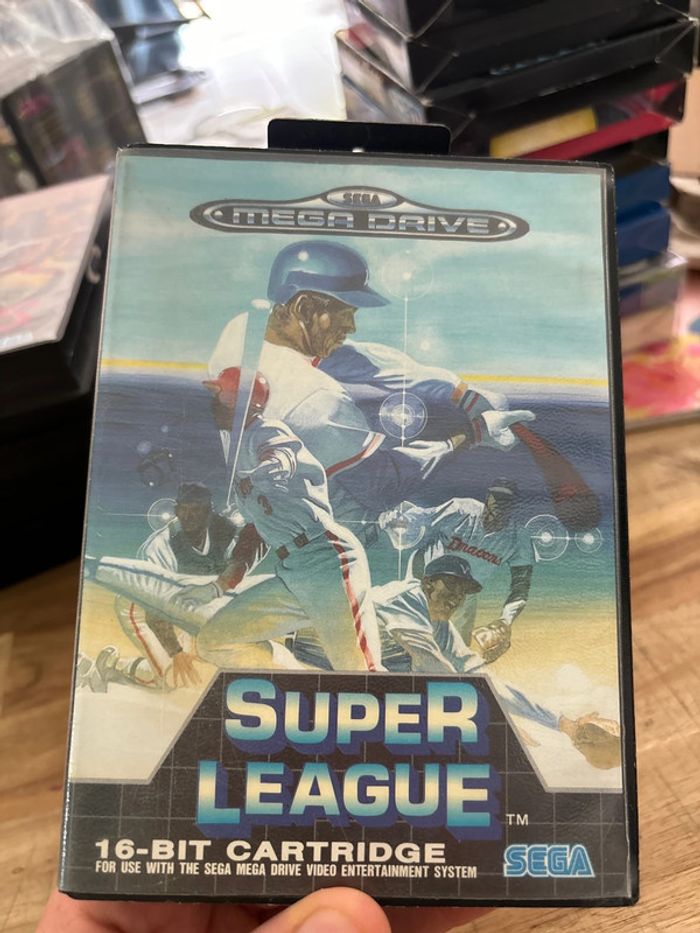 SEGA
MEGA DRIVE
SUPER
LEAGUE
TM
16-BIT CARTRIDGE
FOR USE WITH THE SEGA MEGA DRIVE VIDEO ENTERTAINMENT SYSTEM
SEGA